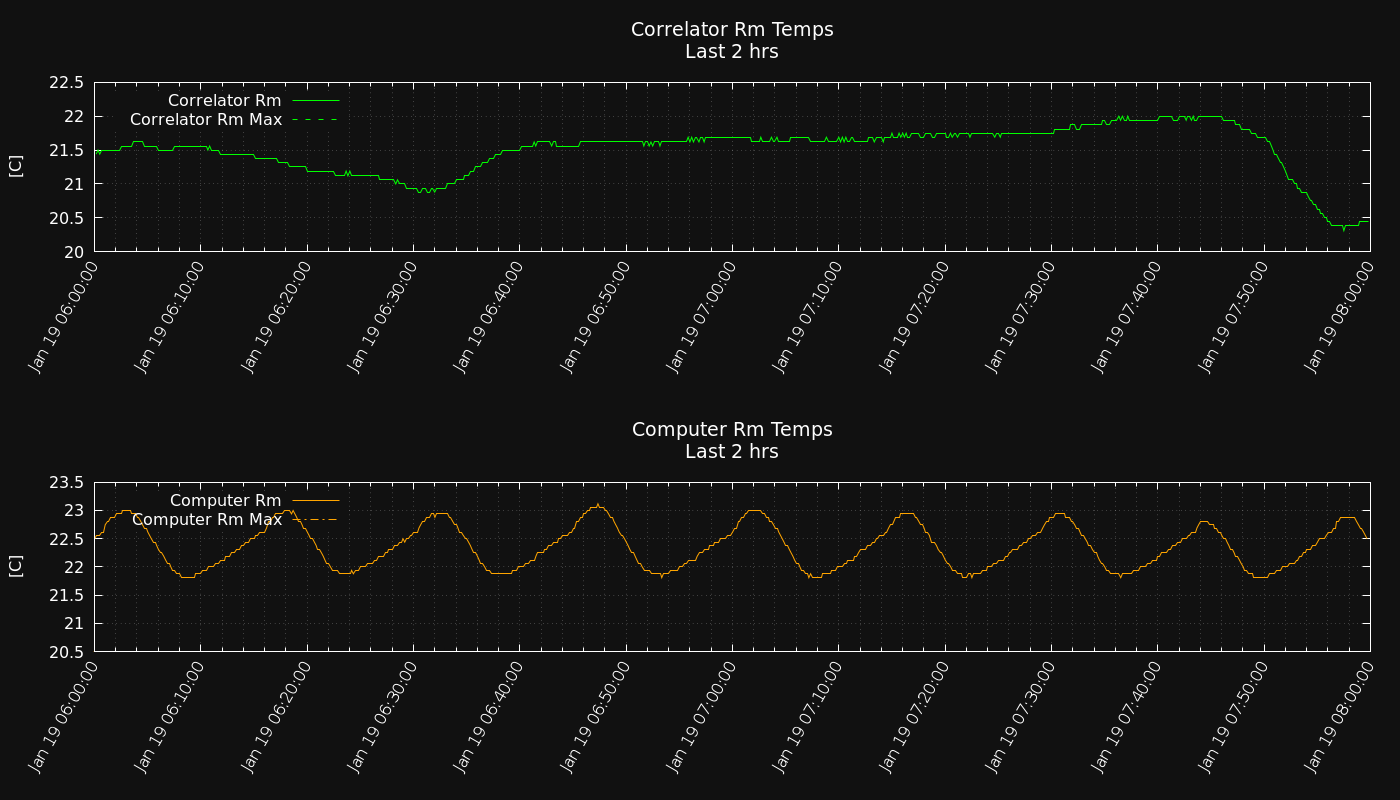 Correlator Rm Temps
Last 2 hrs
22.5
22
21.5
21
20.5
20
[C]
Correlator Rm
Correlator Rm Max
Jan 19 06:00:00
Jan 19 06:10:00
Jan 19 06:20:00
Jan 19 06:30:00
Jan 19 06:40:00
Jan 19 06:50:00
Jan 19 07:00:00
Jan 19 07:10:00
Jan 19 07:20:00
Jan 19 07:30:00
Jan 19 07:40:00
Jan 19 07:50:00
Jan 19 08:00:00
Computer Rm Temps
Last 2 hrs
23.5
23
22.5
22
21.5
21
20.5
[C]
Computer Rm
Computer Rm Max
Jan 19 06:00:00
Jan 19 06:10:00
Jan 19 06:20:00
Jan 19 06:30:00
Jan 19 06:40:00
Jan 19 06:50:00
Jan 19 07:00:00
Jan 19 07:10:00
Jan 19 07:20:00
Jan 19 07:30:00
Jan 19 07:40:00
Jan 19 07:50:00
Jan 19 08:00:00